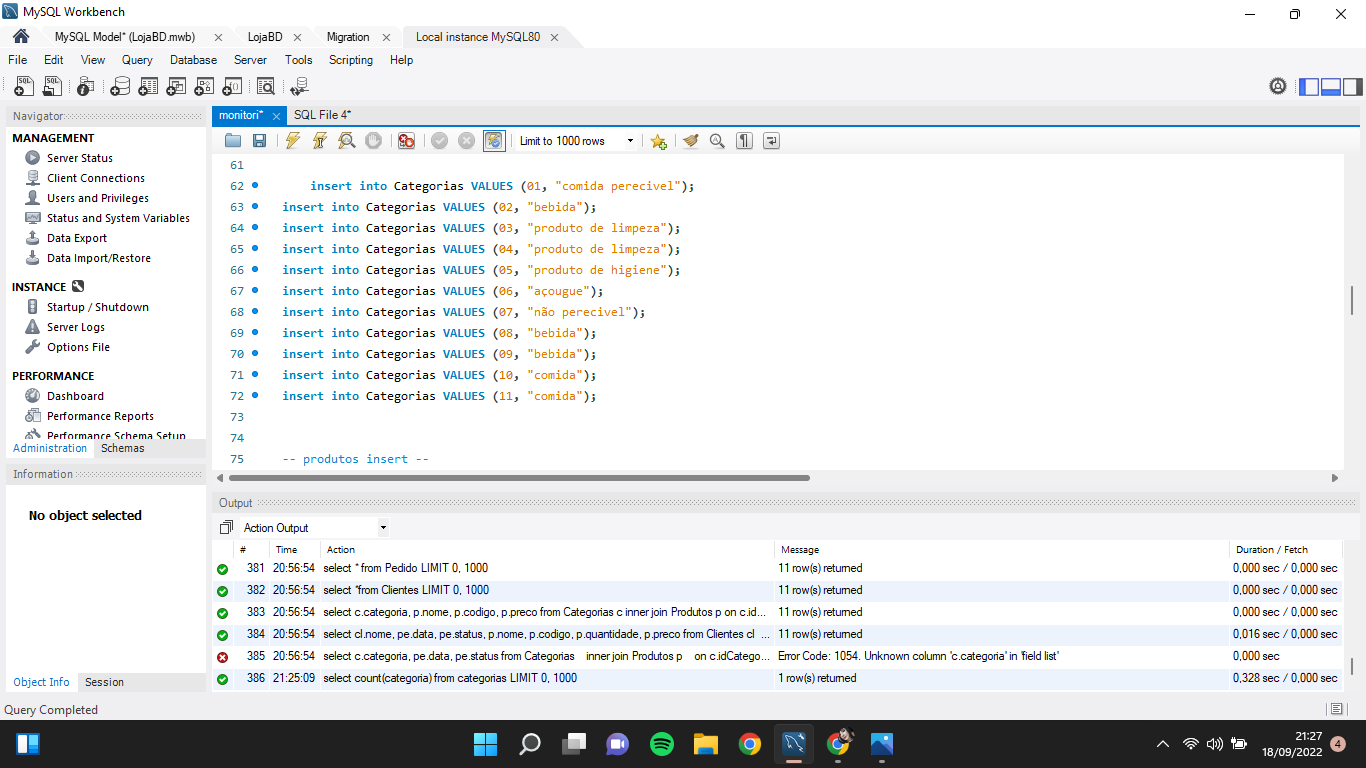 MySQL Workbench
MySQL Model* (LojaBD.mwb)
LojaBD
Migration
Local instance MySQL80
File Edit View Query Database Server Tools Scripting Help
Navigator
MANAGEMENT
Server Status
Client Connections
Users and Privileges
Status and System Variables
Data Export
Data Import/Restore
INSTANCE
Startup / Shutdown
Server Logs
Options File
PERFORMANCE
Dashboard
Performance Reports
Performance Schema Setup
Administration Schemas
Information
No object selected
Object Info Session
monitori* SQL File 4*
Limit to 1000 rows
61
62 insert into Categorias VALUES (01, "comida perecivel");
63 insert into Categorias VALUES (02, "bebida");
64 insert into Categorias VALUES (03, "produto de limpeza");
65 insert into Categorias VALUES (04, "produto de limpeza");
66 insert into Categorias VALUES (05, "produto de higiene");
67 insert into Categorias VALUES (06, "açougue");
68 insert into Categorias VALUES (07, "não perecivel");
69 insert into Categorias VALUES (08, "bebida");
70 insert into Categorias VALUES (09, "bebida");
71 insert into Categorias VALUES (10, "comida");
72 insert into Categorias VALUES (11, "comida");
73
74
75 -- produtos insert --
Output
Action Output
# Time Action Message Duration / Fetch
381 20:56:54 select * from Pedido LIMIT 0, 1000 11 row(s) returned 0,000 sec / 0,000 sec
382 20:56:54 select *from Clientes LIMIT 0, 1000 11 row(s) returned 0,000 sec / 0,000 sec
383 20:56:54 select c.categoria, p.nome, p.codigo, p.preco from Categorias c inner join Produtos p on c.id... 11 row(s) returned 0,000 sec / 0,000 sec
384 20:56:54 select cl.nome, pe.data, pe.status, p.nome, p.codigo, p.quantidade, p.preco from Clientes cl ... 11 row(s) returned 0,016 sec / 0,000 sec
385 20:56:54 select c.categoria, pe.data, pe.status from Categorias inner join Produtos p on c.idCatego... Error Code: 1054. Unknown column 'c.categoria' in 'field list' 0,000 sec
386 21:25:09 select count(categoria) from categorias LIMIT 0, 1000 1 row(s) returned 0,328 sec / 0,000 sec
Query Completed
21:27
18/09/2022
4